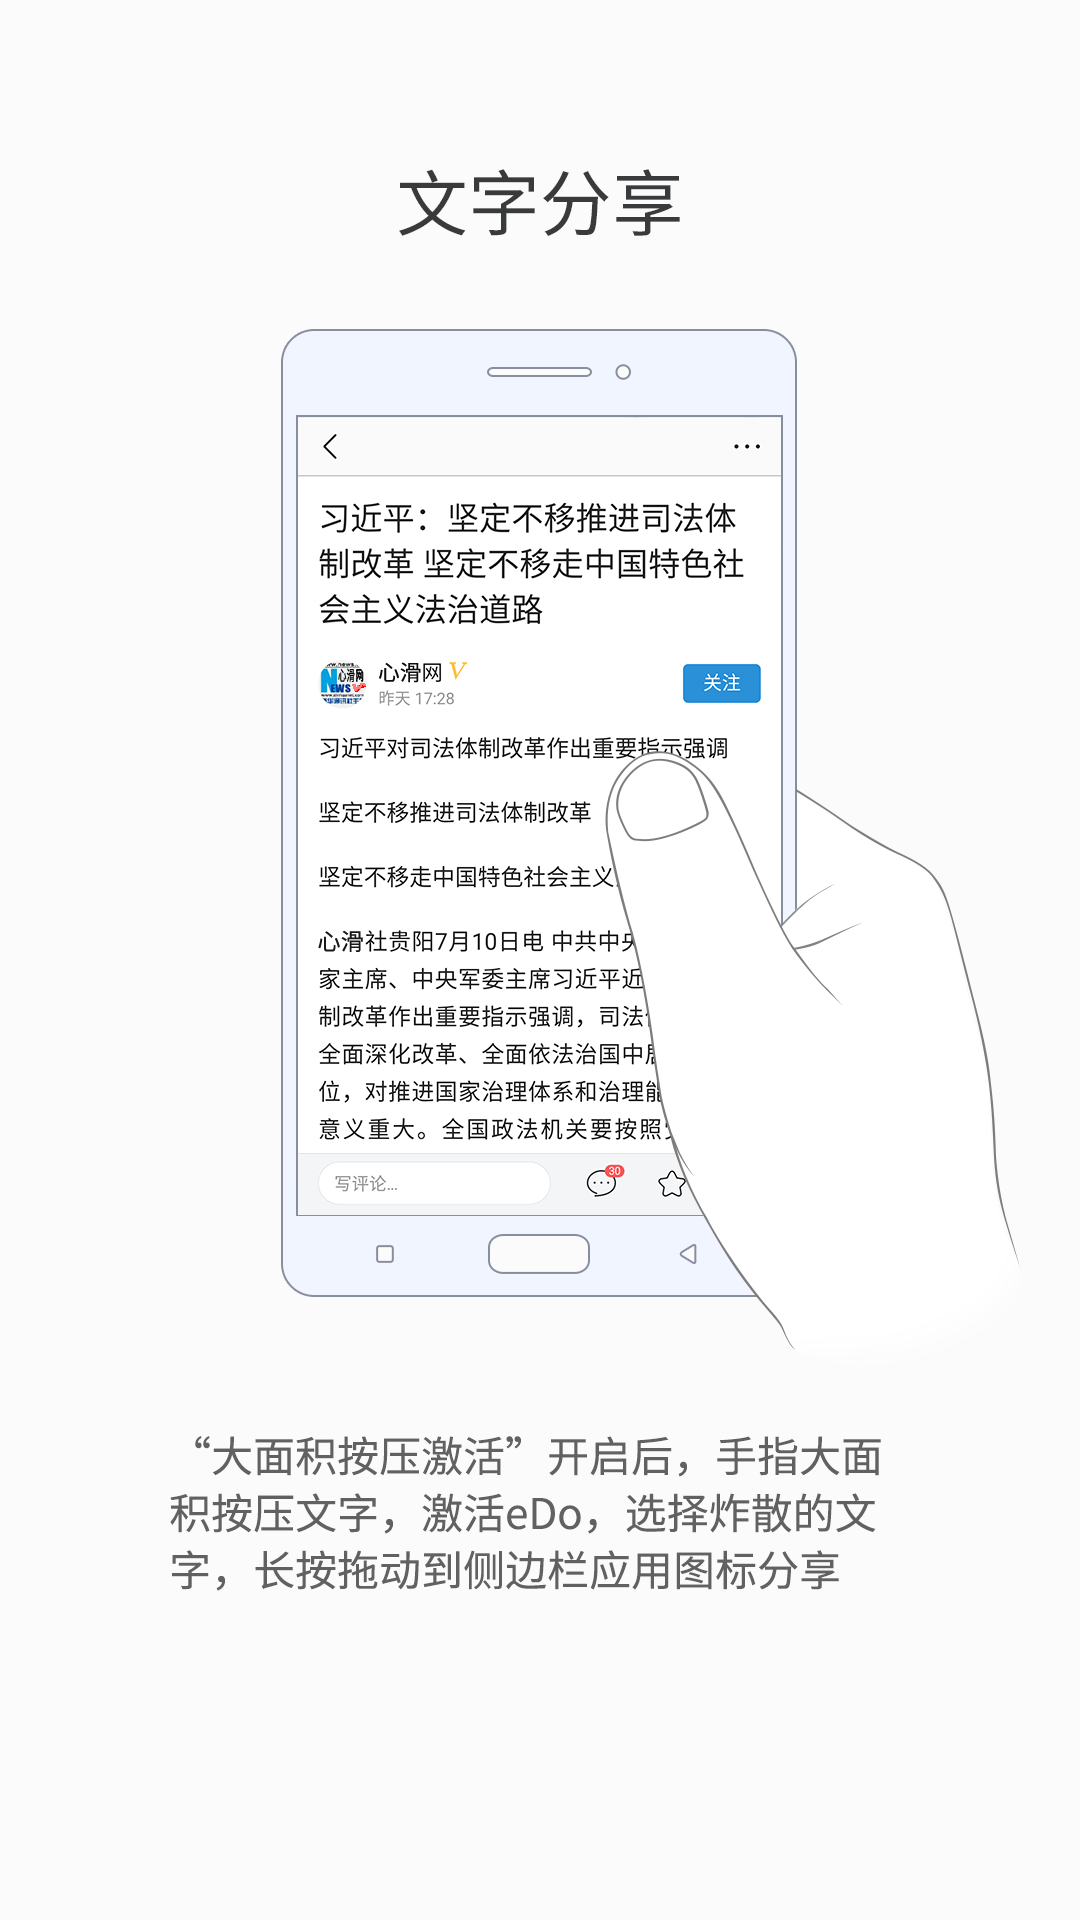 文字分享
习近平：坚定不移推进司法体
制改革 坚定不移走中国特色社
会主义法治道路
心滑网 V
昨天 17:28
关注
习近平对司法体制改革作出重要指示强调
坚定不移推进司法体制改革
坚定不移走中国特色社会主义
心滑社贵阳7月10日电 中共中央
家主席、中央军委主席习近平近
制改革作出重要指示强调，司法体
全面深化改革、全面依法治国中居
位，对推进国家治理体系和治理能
意义重大。全国政法机关要按照党
写评论...
30
“大面积按压激活”开启后，手指大面
积按压文字，激活eDo，选择炸散的文
字，长按拖动到侧边栏应用图标分享